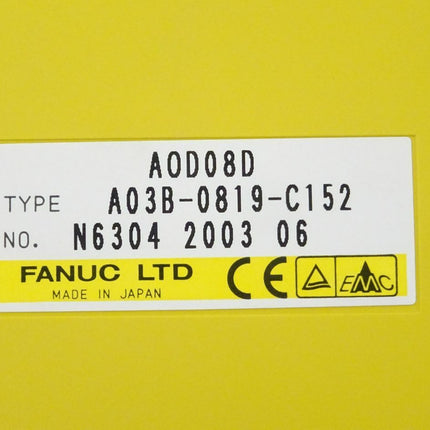 AOD08D
TYPE A03B-0819-C152
NO. N6304 2003 06
FANUC LTD CE EMC
MADE IN JAPAN